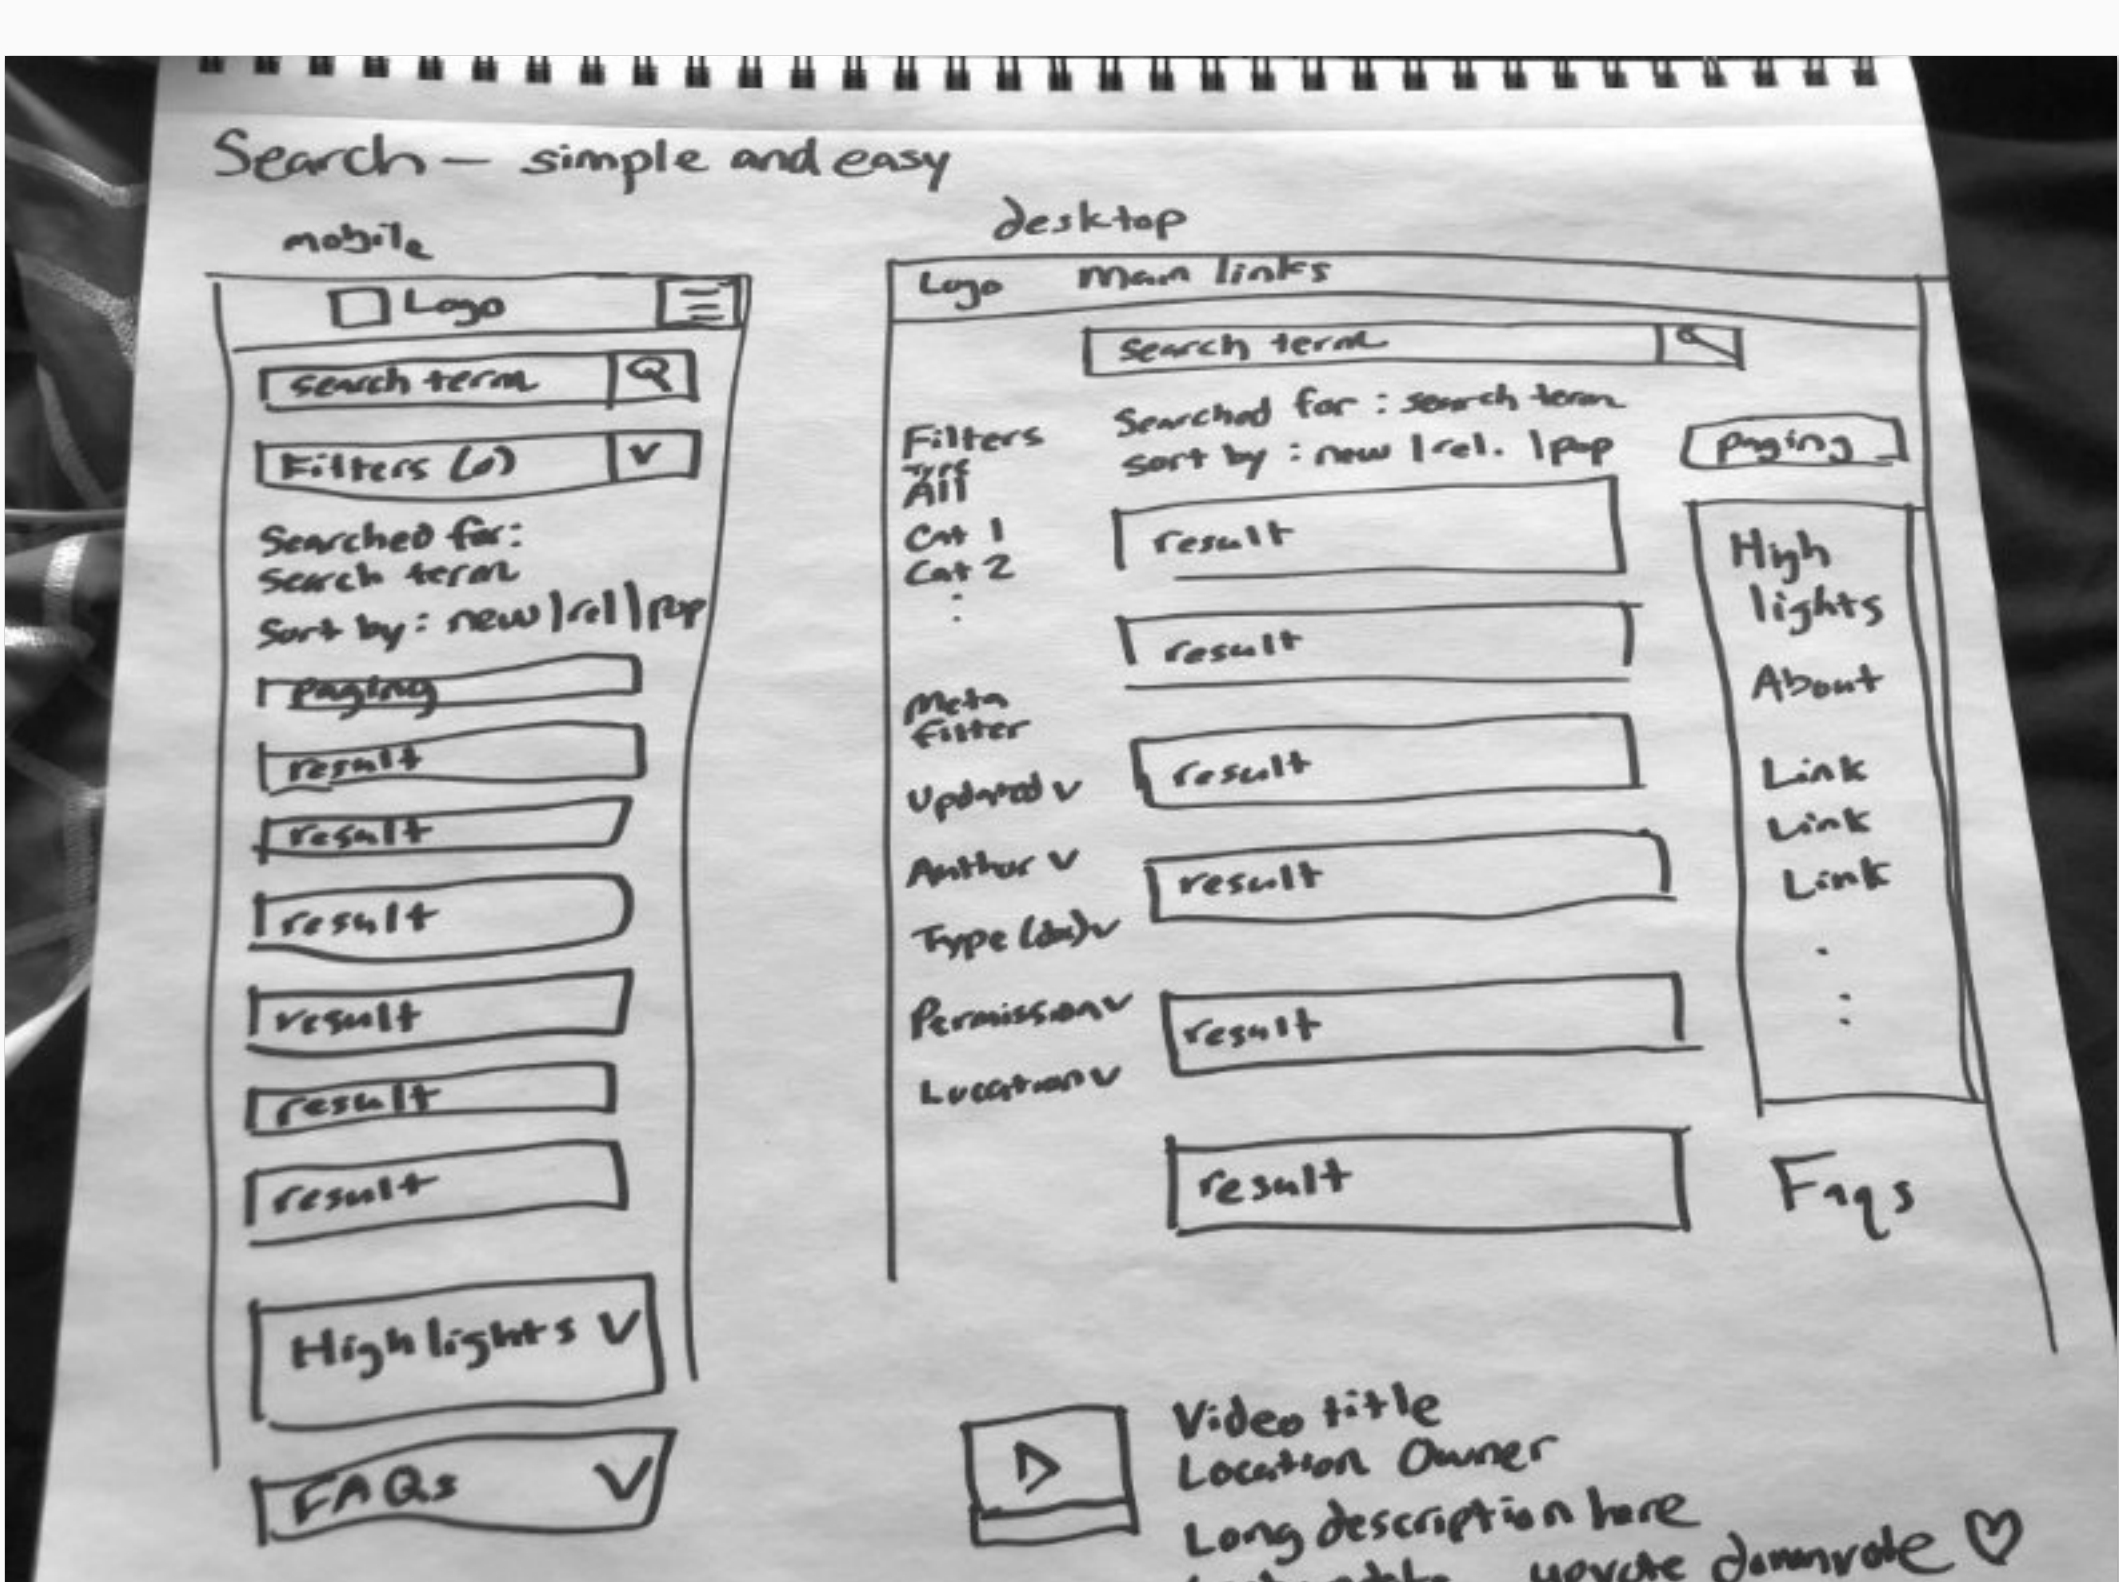 Search – simple and easy
mobile
Logo
search term
Filters (0)
Searched for:
Search term
Sort by: new | rel | pop
paging
result
result
result
result
result
result
Highlights v
FAQs v
desktop
Logo Main links
search term
Searched for : search term
sort by : new | rel. | pop
paging
Filters
Type
All
Cat 1
Cat 2
:
Meta
Filter
Updated v
Author v
Type (doc) v
Permission v
Location v
result
result
result
result
result
result
High
lights
About
Link
Link
Link
Faqs
Video title
Location Owner
Long description here
upvote downvote